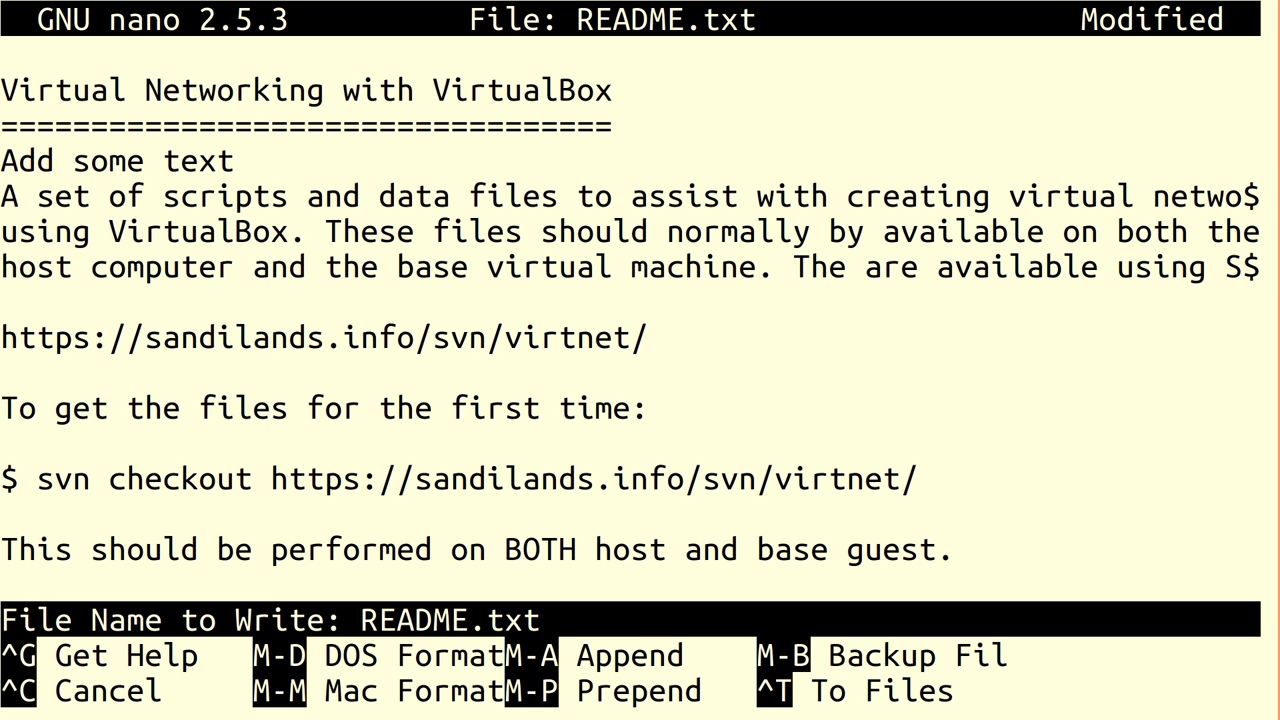 GNU nano 2.5.3 File: README.txt Modified
Virtual Networking with VirtualBox
==================================
Add some text
A set of scripts and data files to assist with creating virtual netwo$
using VirtualBox. These files should normally by available on both the
host computer and the base virtual machine. The are available using S$
https://sandilands.info/svn/virtnet/
To get the files for the first time:
$ svn checkout https://sandilands.info/svn/virtnet/
This should be performed on BOTH host and base guest.
File Name to Write: README.txt
^G Get Help M-D DOS Format M-A Append M-B Backup Fil
^C Cancel M-M Mac Format M-P Prepend ^T To Files